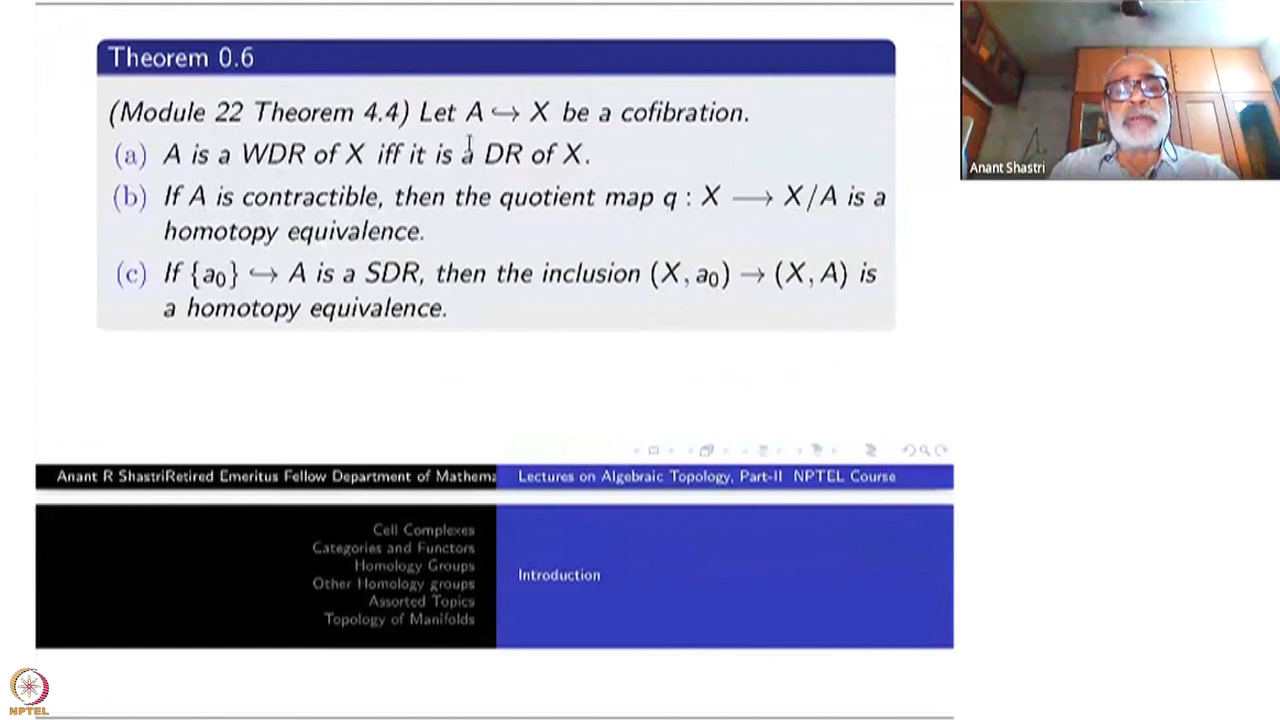 Theorem 0.6
(Module 22 Theorem 4.4) Let A ↪ X be a cofibration.
(a) A is a WDR of X iff it is a DR of X.
(b) If A is contractible, then the quotient map q : X ⟶ X/A is a
homotopy equivalence.
(c) If {a₀} ↪ A is a SDR, then the inclusion (X, a₀) → (X, A) is
a homotopy equivalence.
Anant Shastri
Anant R ShastriRetired Emeritus Fellow Department of Mathema
Lectures on Algebraic Topology, Part-II NPTEL Course
Cell Complexes
Categories and Functors
Homology Groups
Other Homology groups
Assorted Topics
Topology of Manifolds
Introduction
NPTEL